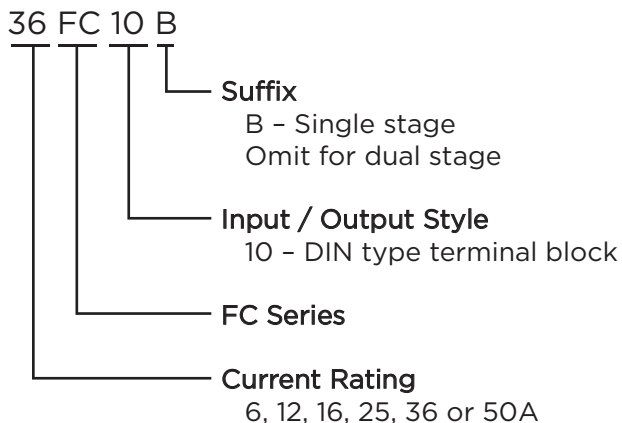 36 FC 10 B
Suffix
B – Single stage
Omit for dual stage
Input / Output Style
10 – DIN type terminal block
FC Series
Current Rating
6, 12, 16, 25, 36 or 50A